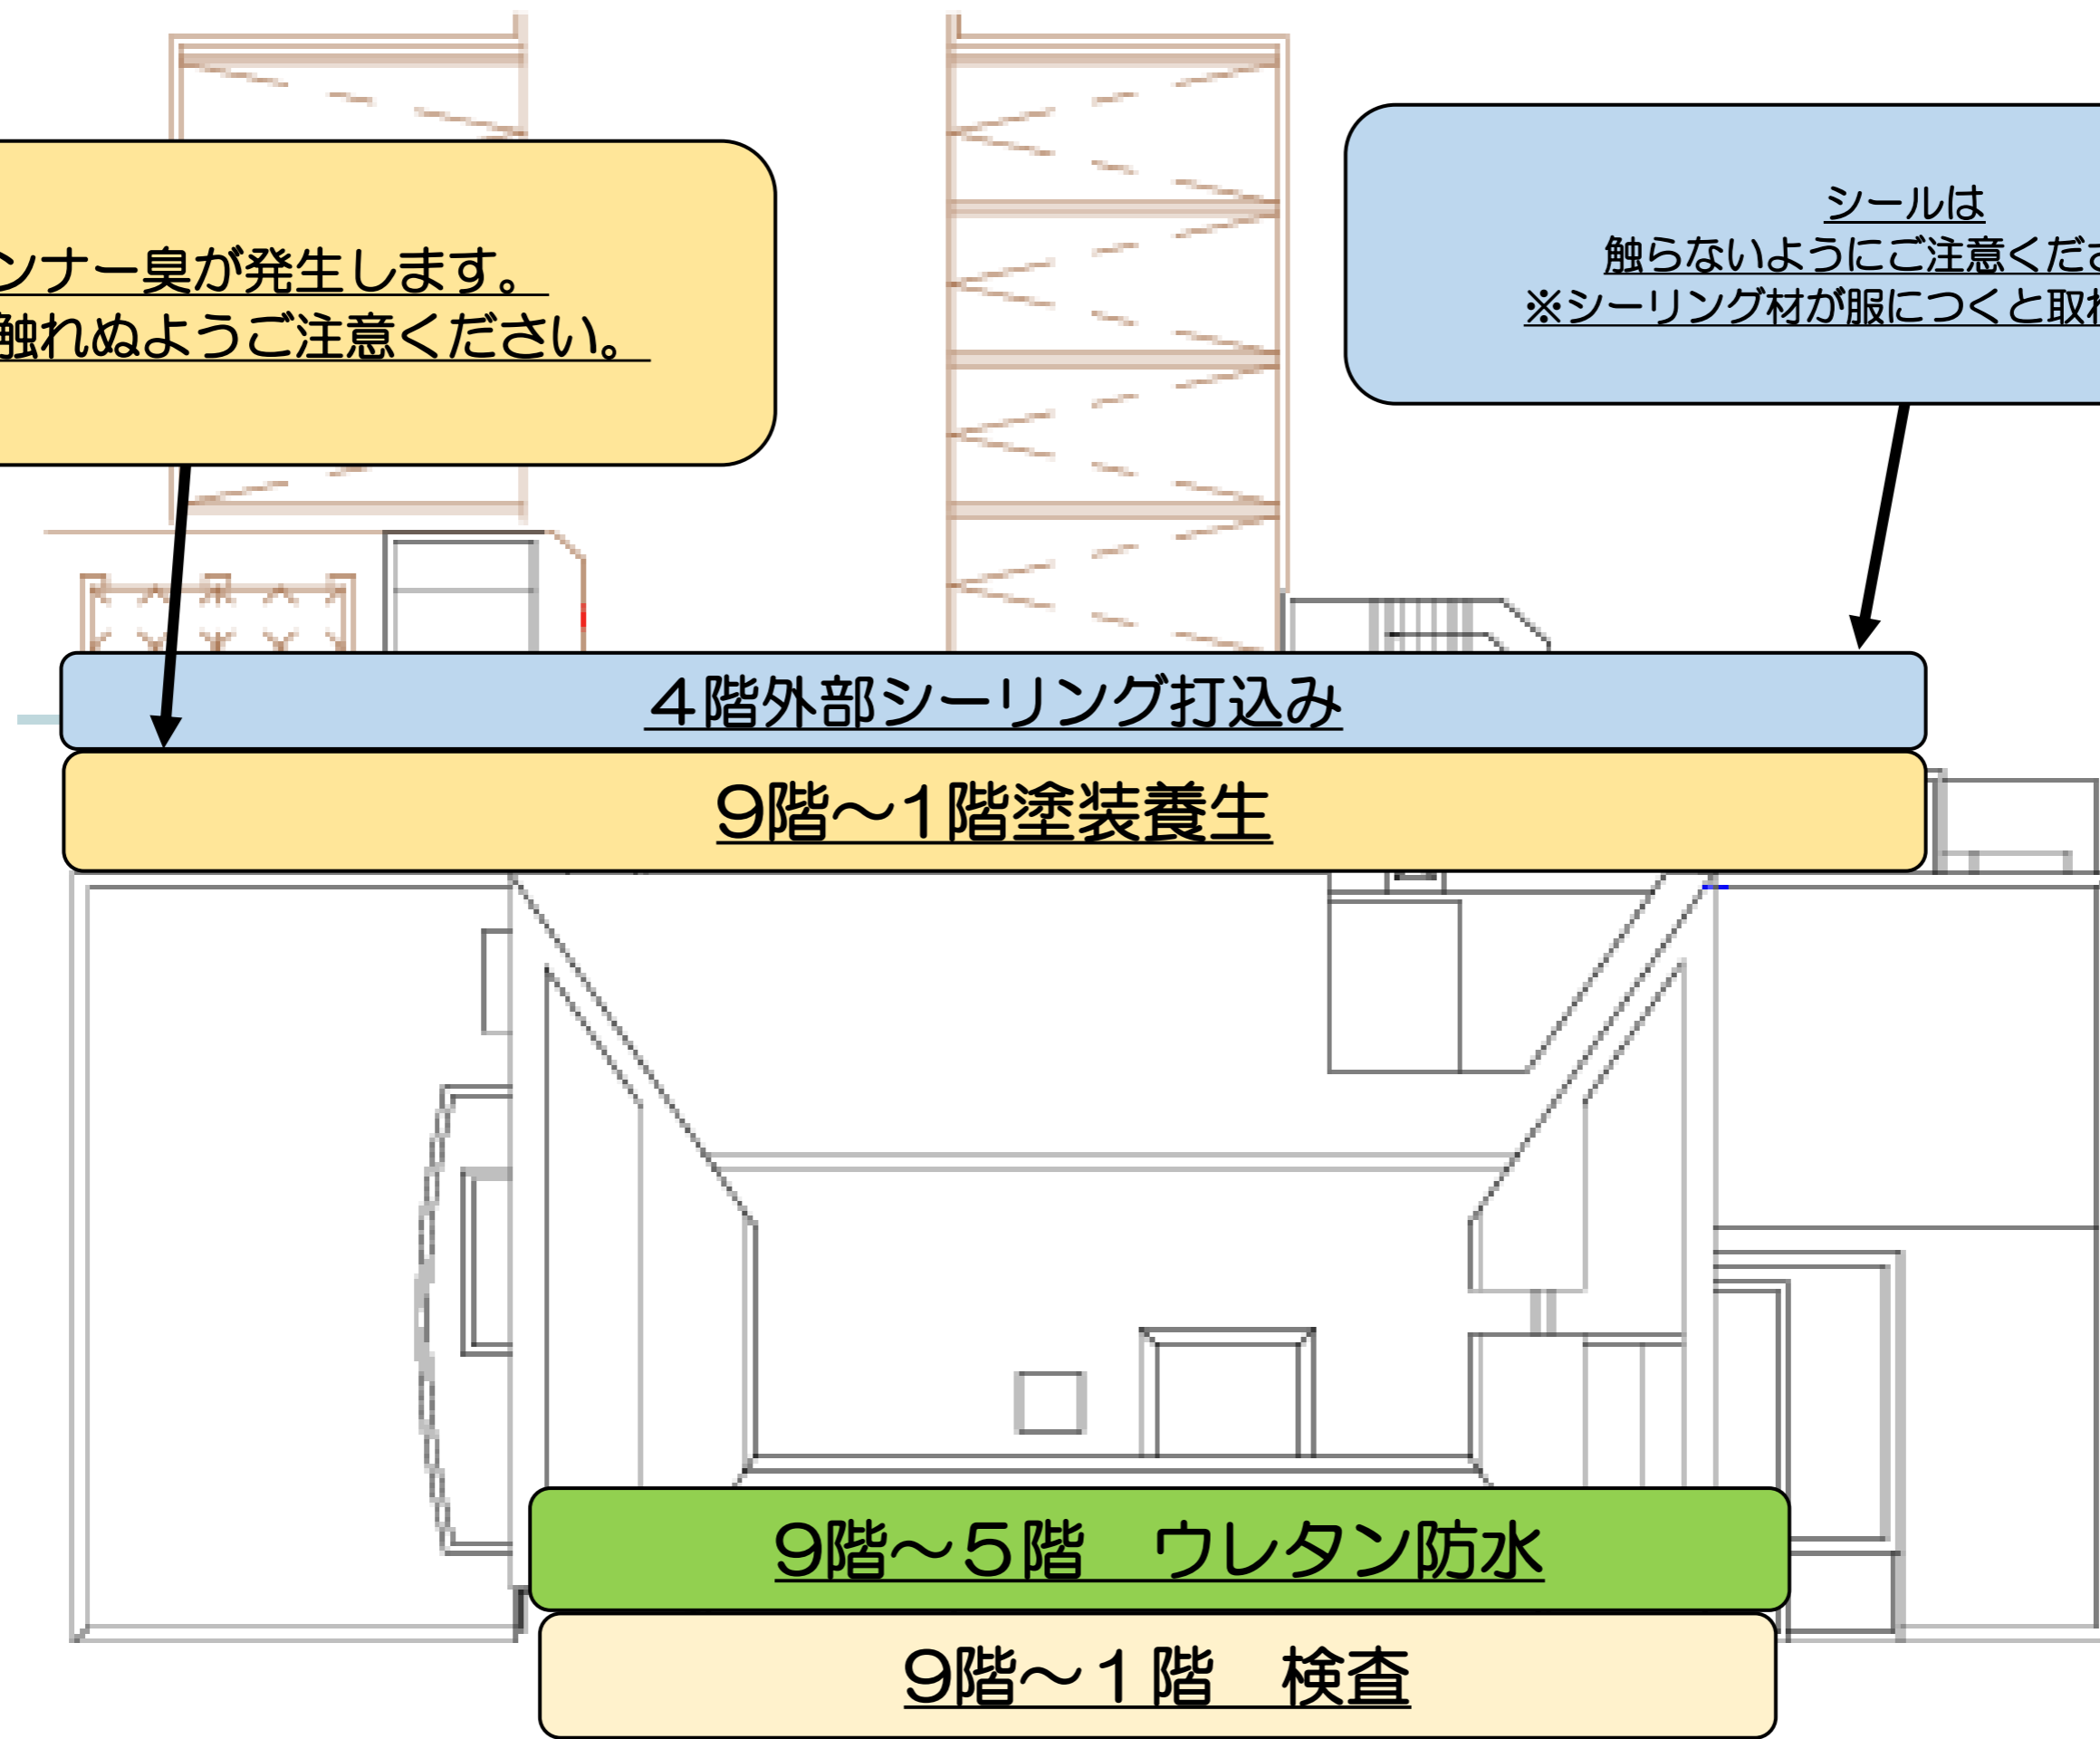 ンナー臭が発生します。
触れぬようご注意ください。
シールは
触らないようにご注意くださ
※シーリング材が服につくと取れ
4階外部シーリング打込み
9階～1階塗装養生
9階～5階　ウレタン防水
9階～1階　検査